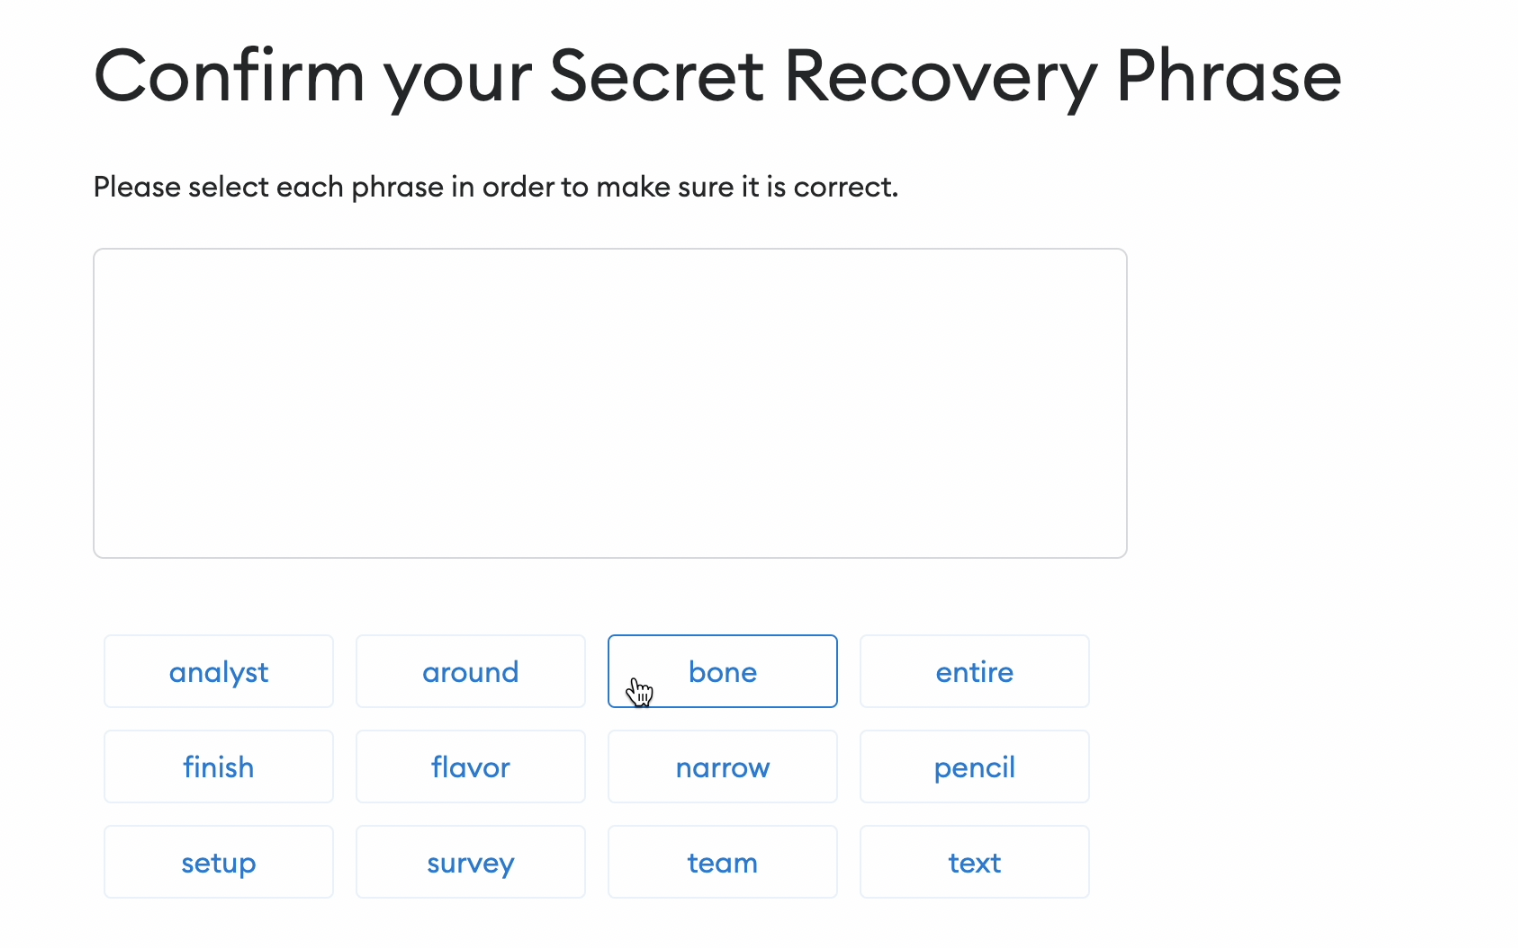 Confirm your Secret Recovery Phrase
Please select each phrase in order to make sure it is correct.
analyst around bone entire
finish flavor narrow pencil
setup survey team text